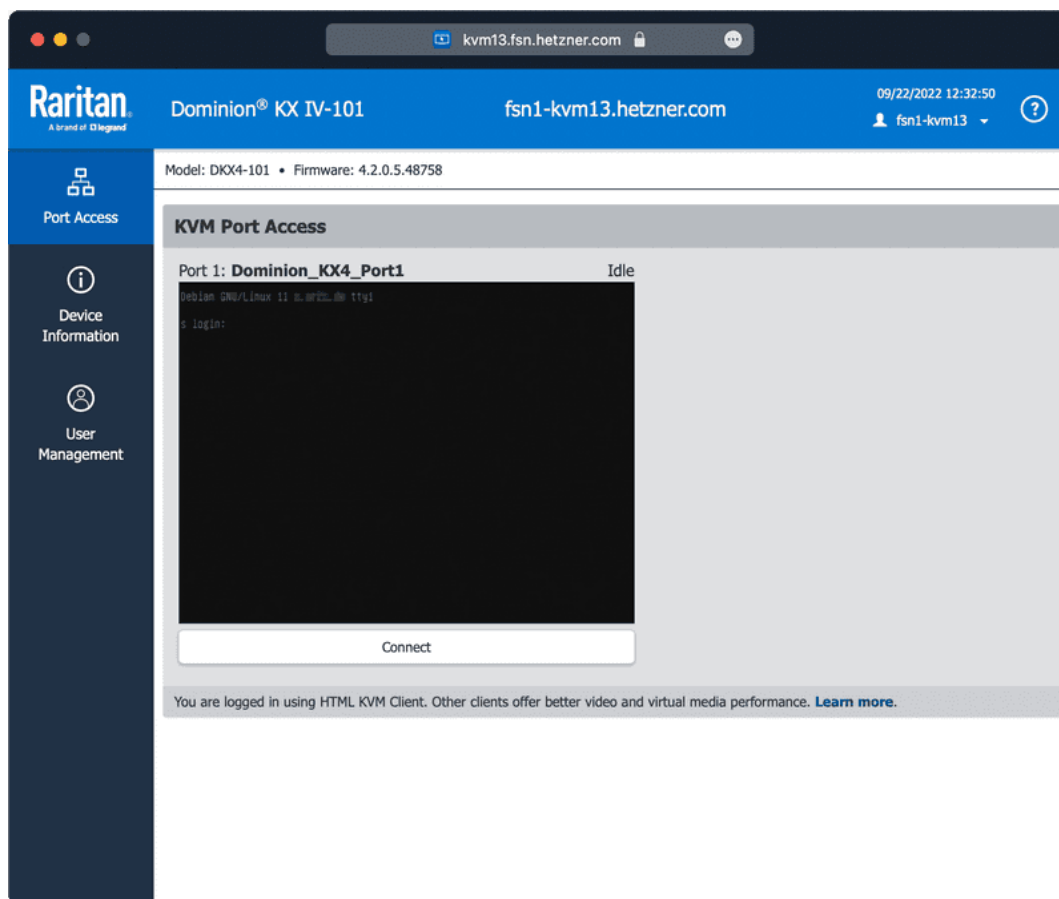 kvm13.fsn.hetzner.com
Raritan.
A brand of legrand
Dominion® KX IV-101
fsn1-kvm13.hetzner.com
09/22/2022 12:32:50
fsn1-kvm13
?
Port Access
Device
Information
User
Management
Model: DKX4-101 • Firmware: 4.2.0.5.48758
KVM Port Access
Port 1: Dominion_KX4_Port1 Idle
Debian GNU/Linux 11 tty1
s login:
Connect
You are logged in using HTML KVM Client. Other clients offer better video and virtual media performance. Learn more.